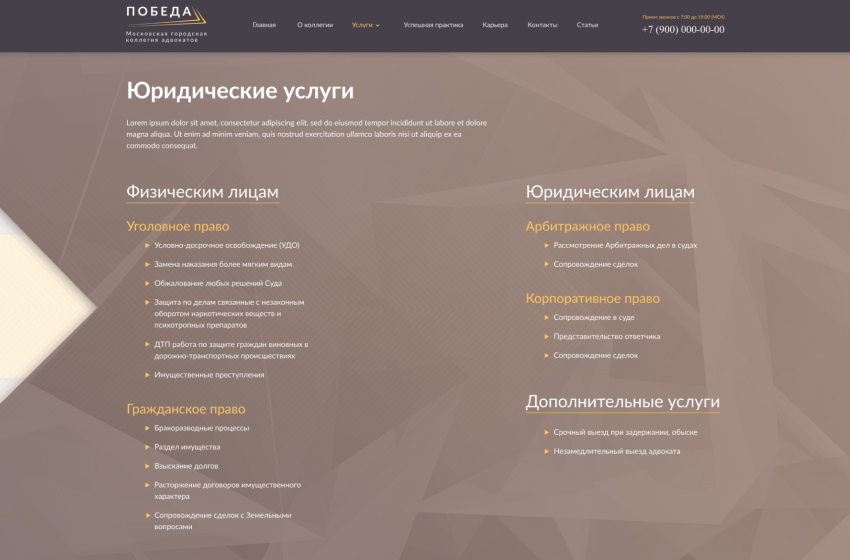 ПОБЕДА
Московская городская
коллегия адвокатов
Главная
О коллегии
Услуги
Успешная практика
Карьера
Контакты
Статьи
Прием звонков с 7:00 до 19:00 (МСК)
+7 (900) 000-00-00
Юридические услуги
Lorem ipsum dolor sit amet, consectetur adipiscing elit, sed do eiusmod tempor incididunt ut labore et dolore
magna aliqua. Ut enim ad minim veniam, quis nostrud exercitation ullamco laboris nisi ut aliquip ex ea
commodo consequat.
Физическим лицам
Уголовное право
Условно-досрочное освобождение (УДО)
Замена наказания более мягким видам
Обжалование любых решений Суда
Защита по делам связанные с незаконным
оборотом наркотических веществ и
психотропных препаратов
ДТП работа по защите граждан виновных в
дорожно-транспортных происшествиях
Имущественные преступления
Гражданское право
Бракоразводные процессы
Раздел имущества
Взыскание долгов
Расторжение договоров имущественного
характера
Сопровождение сделок с Земельными
вопросами
Юридическим лицам
Арбитражное право
Рассмотрение Арбитражных дел в судах
Сопровождение сделок
Корпоративное право
Сопровождение в суде
Представительство ответчика
Сопровождение сделок
Дополнительные услуги
Срочный выезд при задержании, обыске
Незамедлительный выезд адвоката